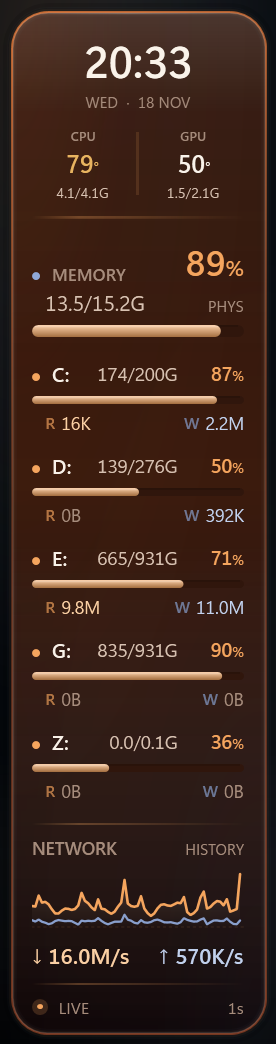 20:33
WED · 18 NOV
CPU GPU
79° 50°
4.1/4.1G 1.5/2.1G
89%
MEMORY
13.5/15.2G PHYS
C: 174/200G 87%
R 16K W 2.2M
D: 139/276G 50%
R 0B W 392K
E: 665/931G 71%
R 9.8M W 11.0M
G: 835/931G 90%
R 0B W 0B
Z: 0.0/0.1G 36%
R 0B W 0B
NETWORK HISTORY
↓ 16.0M/s ↑ 570K/s
LIVE 1s